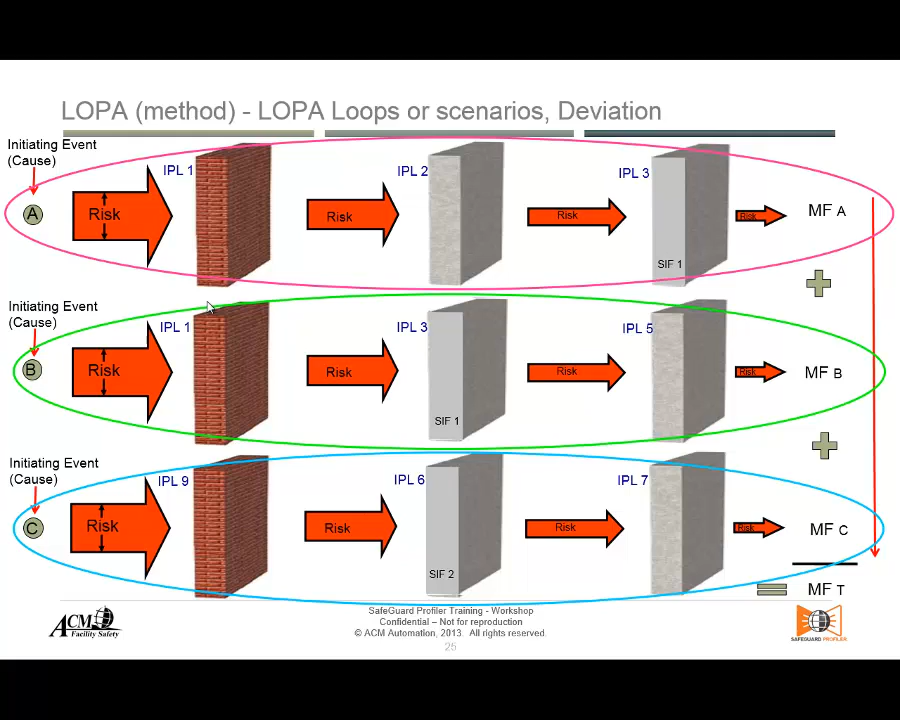 LOPA (method) - LOPA Loops or scenarios, Deviation
Initiating Event
(Cause)
A
Risk
IPL 1
Risk
IPL 2
Risk
IPL 3
SIF 1
Risk
MF A
Initiating Event
(Cause)
B
Risk
IPL 1
Risk
IPL 3
SIF 1
Risk
IPL 5
Risk
MF B
Initiating Event
(Cause)
C
Risk
IPL 9
Risk
IPL 6
SIF 2
Risk
IPL 7
Risk
MF C
MF T
ACM
Facility Safety
SafeGuard Profiler Training - Workshop
Confidential – Not for reproduction
© ACM Automation, 2013. All rights reserved.
25
SAFEGUARD PROFILER